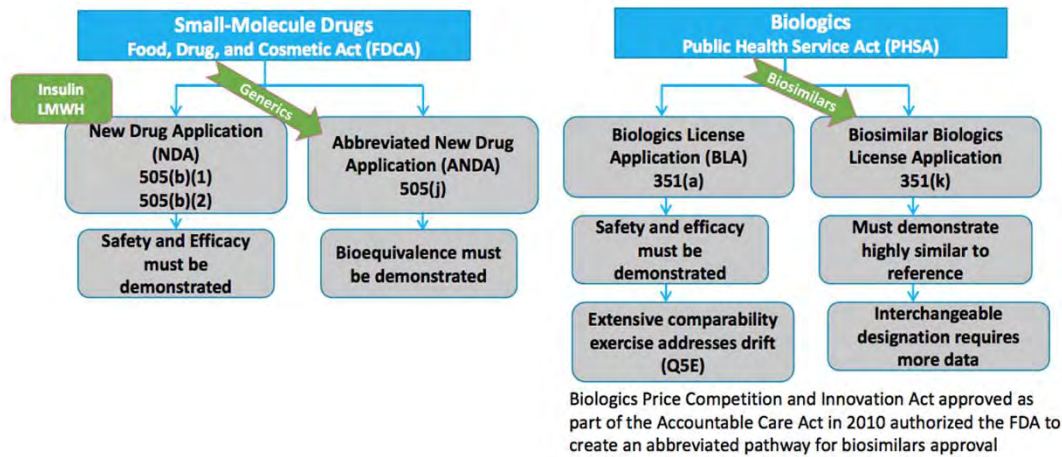 Small-Molecule Drugs
Food, Drug, and Cosmetic Act (FDCA)
Insulin
LMWH
Generics
New Drug Application
(NDA)
505(b)(1)
505(b)(2)
Abbreviated New Drug
Application (ANDA)
505(j)
Safety and Efficacy
must be
demonstrated
Bioequivalence must
be demonstrated
Biologics
Public Health Service Act (PHSA)
Biosimilars
Biologics License
Application (BLA)
351(a)
Biosimilar Biologics
License Application
351(k)
Safety and efficacy
must be
demonstrated
Must demonstrate
highly similar to
reference
Extensive comparability
exercise addresses drift
(Q5E)
Interchangeable
designation requires
more data
Biologics Price Competition and Innovation Act approved as
part of the Accountable Care Act in 2010 authorized the FDA to
create an abbreviated pathway for biosimilars approval